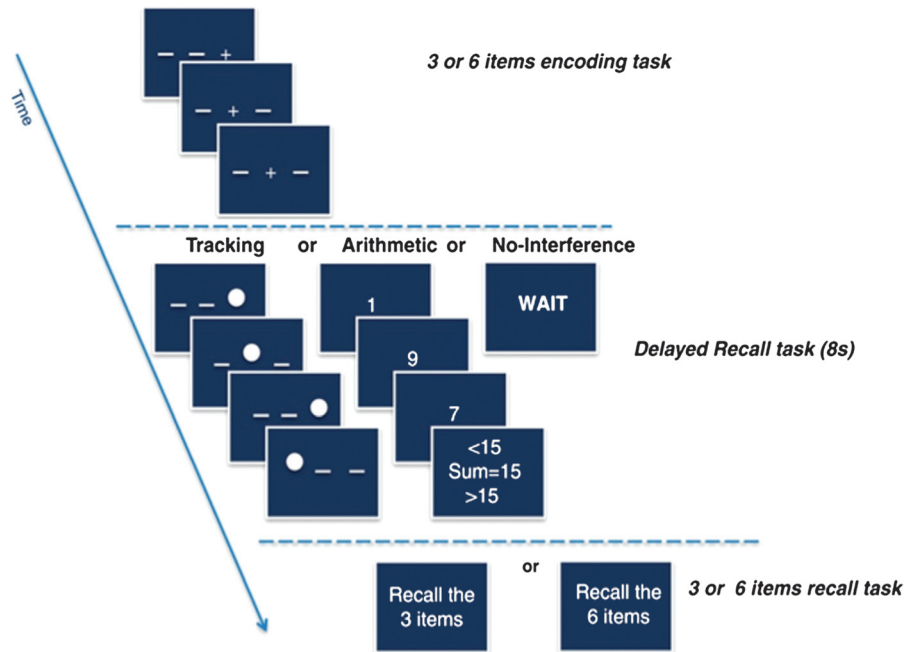 — — +
3 or 6 items encoding task
Time
— + —
— + —
Tracking or Arithmetic or No-Interference
1
WAIT
9
Delayed Recall task (8s)
7
<15
Sum=15
>15
or
Recall the
3 items
Recall the
6 items
3 or 6 items recall task